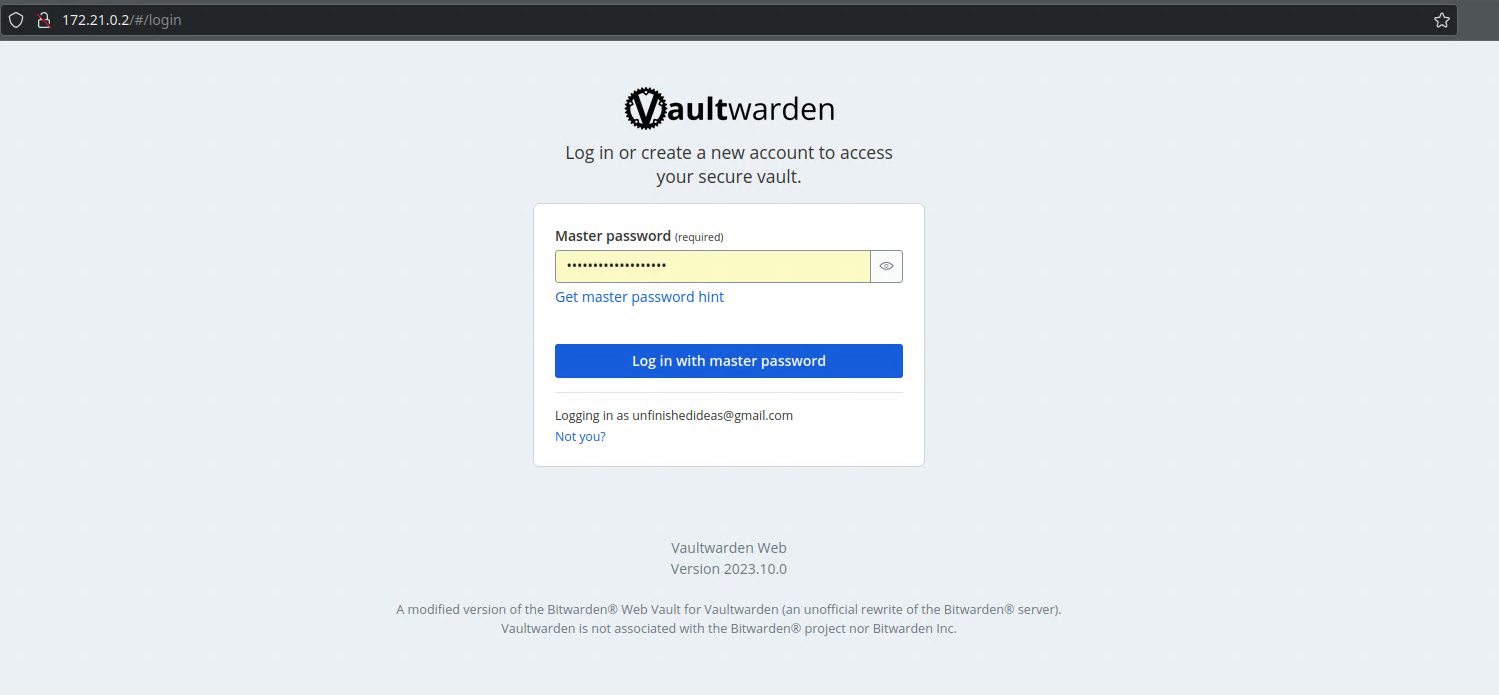 172.21.0.2/#/login
Vaultwarden
Log in or create a new account to access
your secure vault.
Master password (required)
•••••••••••••••••••
Get master password hint
Log in with master password
Logging in as unfinishedideas@gmail.com
Not you?
Vaultwarden Web
Version 2023.10.0
A modified version of the Bitwarden® Web Vault for Vaultwarden (an unofficial rewrite of the Bitwarden® server).
Vaultwarden is not associated with the Bitwarden® project nor Bitwarden Inc.